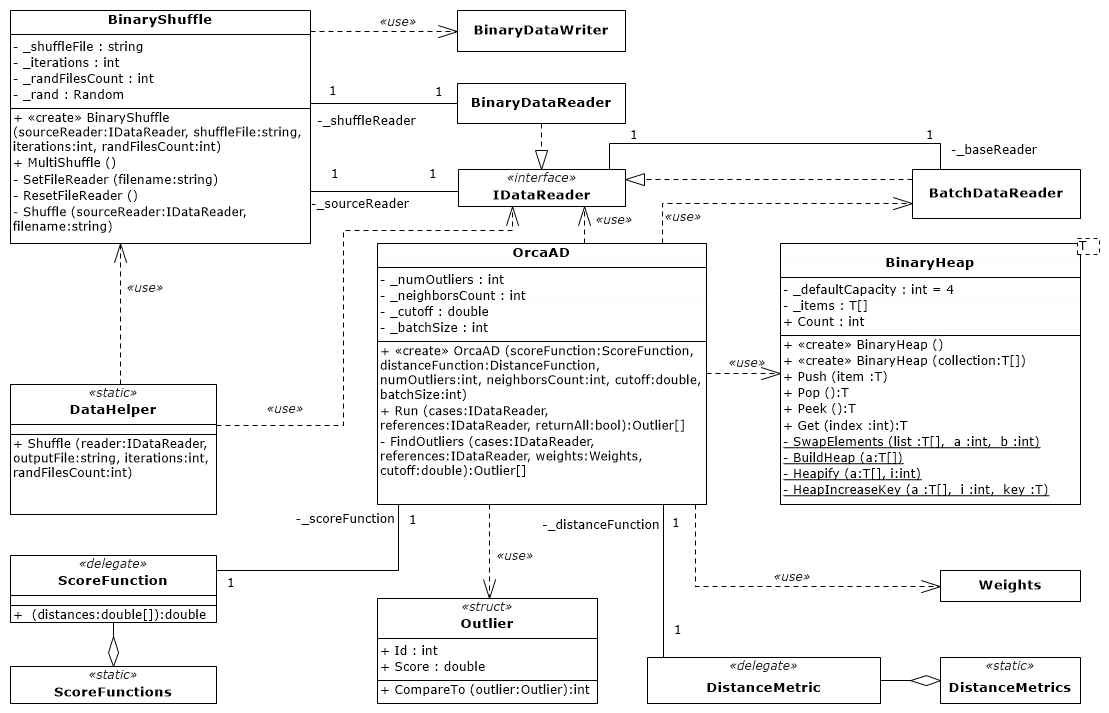 BinaryShuffle
- _shuffleFile : string
- _iterations : int
- _randFilesCount : int
- _rand : Random
+ «create» BinaryShuffle
(sourceReader:IDataReader, shuffleFile:string,
iterations:int, randFilesCount:int)
+ MultiShuffle ()
- SetFileReader (filename:string)
- ResetFileReader ()
- Shuffle (sourceReader:IDataReader,
filename:string)
«use»
BinaryDataWriter
1
1
-_shuffleReader
BinaryDataReader
1
1
-_sourceReader
«interface»
IDataReader
1
1
-_baseReader
BatchDataReader
«use»
«use»
«use»
«use»
OrcaAD
- _numOutliers : int
- _neighborsCount : int
- _cutoff : double
- _batchSize : int
+ «create» OrcaAD (scoreFunction:ScoreFunction,
distanceFunction:DistanceFunction,
numOutliers:int, neighborsCount:int, cutoff:double,
batchSize:int)
+ Run (cases:IDataReader,
references:IDataReader, returnAll:bool):Outlier[]
- FindOutliers (cases:IDataReader,
references:IDataReader, weights:Weights,
cutoff:double):Outlier[]
«use»
T
BinaryHeap
- _defaultCapacity : int = 4
- _items : T[]
+ Count : int
+ «create» BinaryHeap ()
+ «create» BinaryHeap (collection:T[])
+ Push (item :T)
+ Pop ():T
+ Peek ():T
+ Get (index :int):T
- SwapElements (list :T[], a :int, b :int)
- BuildHeap (a:T[])
- Heapify (a:T[], i:int)
- HeapIncreaseKey (a :T[], i :int, key :T)
«static»
DataHelper
+ Shuffle (reader:IDataReader,
outputFile:string, iterations:int,
randFilesCount:int)
-_scoreFunction
1
1
-_distanceFunction
1
1
«use»
«use»
«delegate»
ScoreFunction
+ (distances:double[]):double
«static»
ScoreFunctions
«struct»
Outlier
+ Id : int
+ Score : double
+ CompareTo (outlier:Outlier):int
Weights
«delegate»
DistanceMetric
«static»
DistanceMetrics